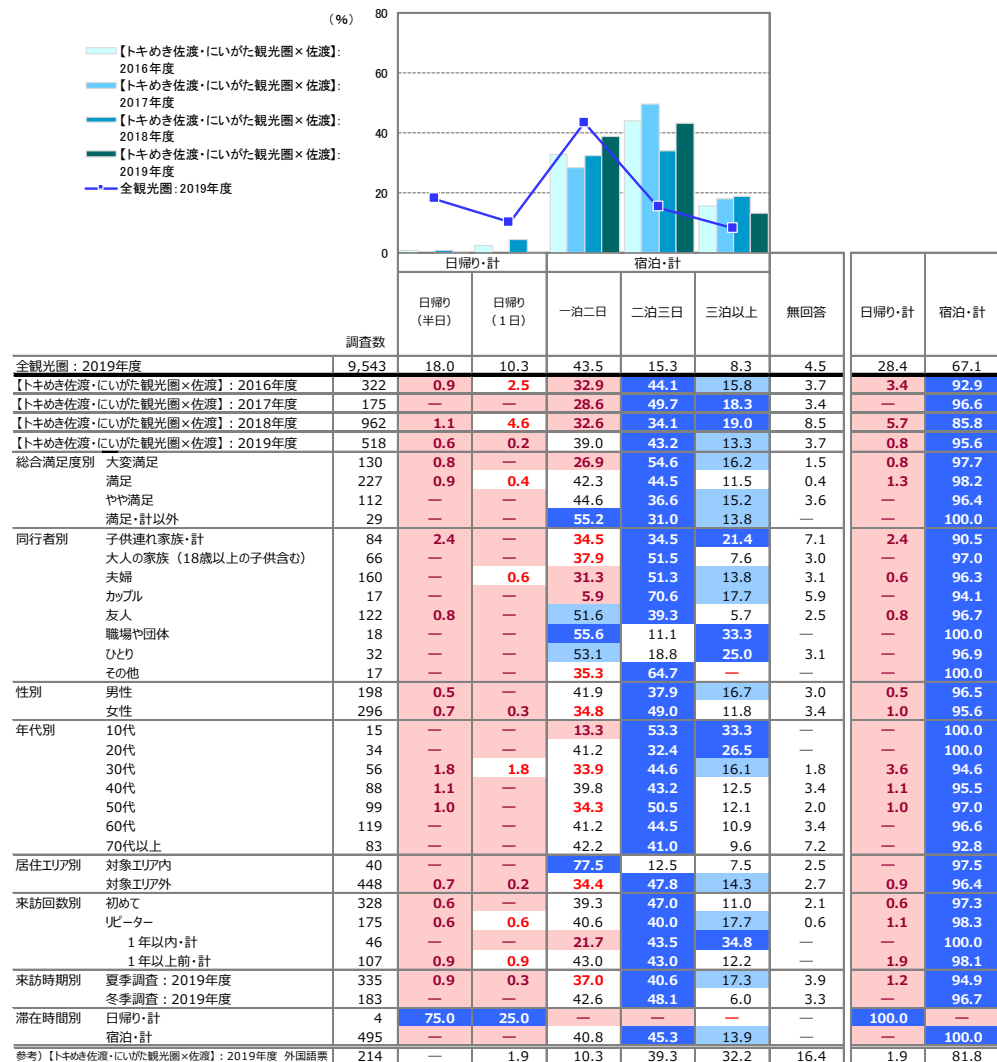 （%）
80
60
40
20
0
【トキめき佐渡・にいがた観光圏×佐渡】：
2016年度
【トキめき佐渡・にいがた観光圏×佐渡】：
2017年度
【トキめき佐渡・にいがた観光圏×佐渡】：
2018年度
【トキめき佐渡・にいがた観光圏×佐渡】：
2019年度
全観光圏：2019年度
日帰り・計 宿泊・計
調査数 日帰り（半日） 日帰り（1日） 一泊二日 二泊三日 三泊以上 無回答 日帰り・計 宿泊・計
全観光圏：2019年度 9,543 18.0 10.3 43.5 15.3 8.3 4.5 28.4 67.1
【トキめき佐渡・にいがた観光圏×佐渡】：2016年度 322 0.9 2.5 32.9 44.1 15.8 3.7 3.4 92.9
【トキめき佐渡・にいがた観光圏×佐渡】：2017年度 175 — — 28.6 49.7 18.3 3.4 — 96.6
【トキめき佐渡・にいがた観光圏×佐渡】：2018年度 962 1.1 4.6 32.6 34.1 19.0 8.5 5.7 85.8
【トキめき佐渡・にいがた観光圏×佐渡】：2019年度 518 0.6 0.2 39.0 43.2 13.3 3.7 0.8 95.6
総合満足度別 大変満足 130 0.8 — 26.9 54.6 16.2 1.5 0.8 97.7
満足 227 0.9 0.4 42.3 44.5 11.5 0.4 1.3 98.2
やや満足 112 — — 44.6 36.6 15.2 3.6 — 96.4
満足・計以外 29 — — 55.2 31.0 13.8 — — 100.0
同行者別 子供連れ家族・計 84 2.4 — 34.5 34.5 21.4 7.1 2.4 90.5
大人の家族（18歳以上の子供含む） 66 — — 37.9 51.5 7.6 3.0 — 97.0
夫婦 160 — 0.6 31.3 51.3 13.8 3.1 0.6 96.3
カップル 17 — — 5.9 70.6 17.7 5.9 — 94.1
友人 122 0.8 — 51.6 39.3 5.7 2.5 0.8 96.7
職場や団体 18 — — 55.6 11.1 33.3 — — 100.0
ひとり 32 — — 53.1 18.8 25.0 3.1 — 96.9
その他 17 — — 35.3 64.7 — — — 100.0
性別 男性 198 0.5 — 41.9 37.9 16.7 3.0 0.5 96.5
女性 296 0.7 0.3 34.8 49.0 11.8 3.4 1.0 95.6
年代別 10代 15 — — 13.3 53.3 33.3 — — 100.0
20代 34 — — 41.2 32.4 26.5 — — 100.0
30代 56 1.8 1.8 33.9 44.6 16.1 1.8 3.6 94.6
40代 88 1.1 — 39.8 43.2 12.5 3.4 1.1 95.5
50代 99 1.0 — 34.3 50.5 12.1 2.0 1.0 97.0
60代 119 — — 41.2 44.5 10.9 3.4 — 96.6
70代以上 83 — — 42.2 41.0 9.6 7.2 — 92.8
居住エリア別 対象エリア内 40 — — 77.5 12.5 7.5 2.5 — 97.5
対象エリア外 448 0.7 0.2 34.4 47.8 14.3 2.7 0.9 96.4
来訪回数別 初めて 328 0.6 — 39.3 47.0 11.0 2.1 0.6 97.3
リピーター 175 0.6 0.6 40.6 40.0 17.7 0.6 1.1 98.3
1年以内・計 46 — — 21.7 43.5 34.8 — — 100.0
1年以上前・計 107 0.9 0.9 43.0 43.0 12.2 — 1.9 98.1
来訪時期別 夏季調査：2019年度 335 0.9 0.3 37.0 40.6 17.3 3.9 1.2 94.9
冬季調査：2019年度 183 — — 42.6 48.1 6.0 3.3 — 96.7
滞在時間別 日帰り・計 4 75.0 25.0 — — — — 100.0 —
宿泊・計 495 — — 40.8 45.3 13.9 — — 100.0
参考）【トキめき佐渡・にいがた観光圏×佐渡】：2019年度 外国語票 214 — 1.9 10.3 39.3 32.2 16.4 1.9 81.8